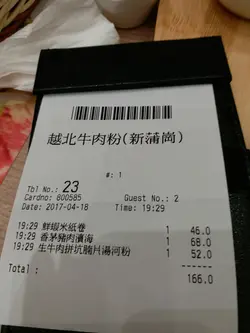 越北牛肉粉(新蒲崗)
#: 1
Tbl No.: 23
Cardno: 800585 Guest No.: 2
Date: 2017-04-18 Time: 19:29
19:29 鮮蝦米紙卷 1 46.0
19:29 香茅豬肉濱海 1 68.0
19:29 生牛肉拼坑腩片湯河粉 1 52.0
Total : 166.0